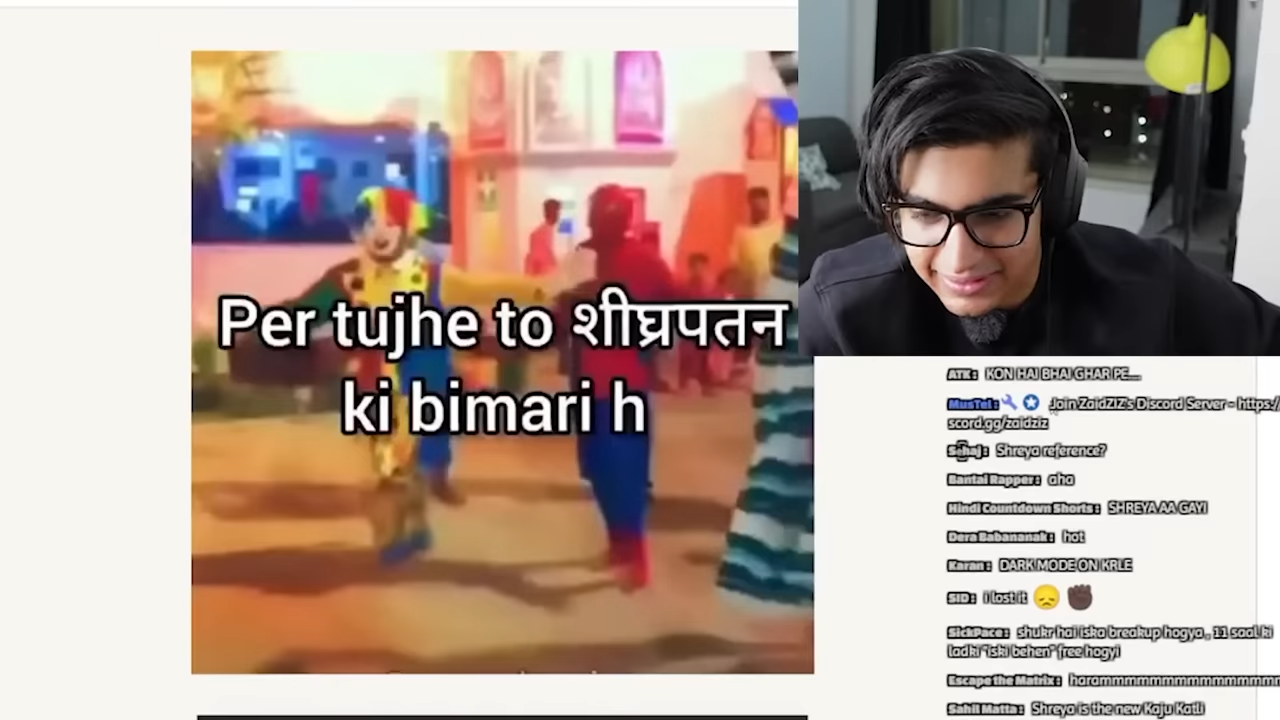 Per tujhe to शीघ्रपतन
ki bimari h
ATK: KON HAI BHAI GHAR PE....
MusTel: Join ZaidZIZ's Discord Server - https:/
scord.gg/zaidziz
Sehaj: Shreya reference?
Bantai Rapper: aha
Hindi Countdown Shorts: SHREYA AA GAYI
Dera Babananak: hot
Karan: DARK MODE ON KRLE
SID: i lost it 😞 ✊🏿
SickPace: shukr hai iska breakup hogya , 11 saal ki
ladki "iski behen" free hogyi
Escape the Matrix: harammmmmmmmmmmmmmm
Sahil Matta: Shreya is the new Kaju Katli